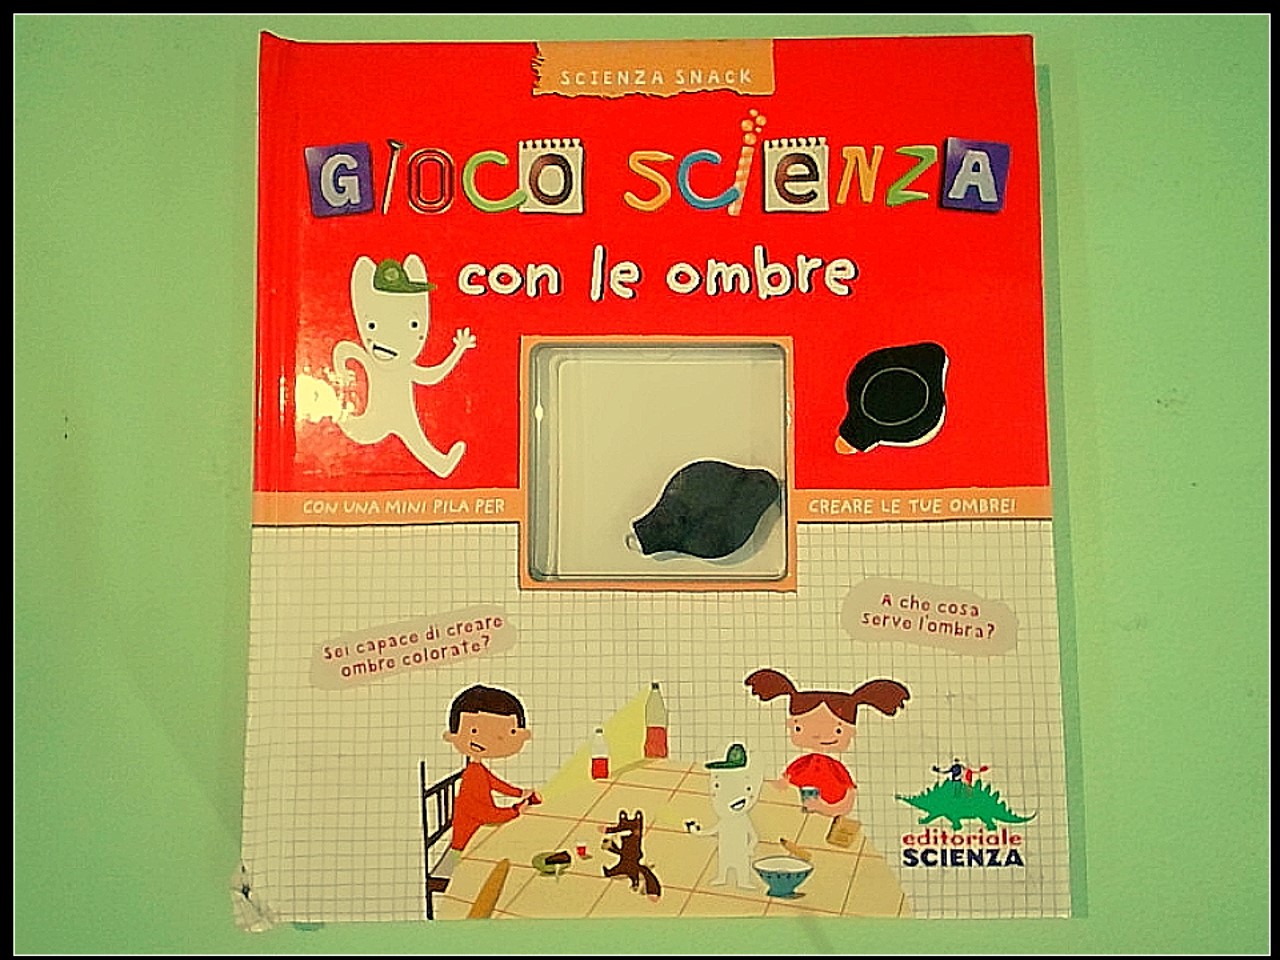 SCIENZA SNACK
GIOCO SCIENZA
con le ombre
CON UNA MINI PILA PER CREARE LE TUE OMBRE!
Sei capace di creare
ombre colorate?
A che cosa
serve l'ombra?
editoriale
SCIENZA